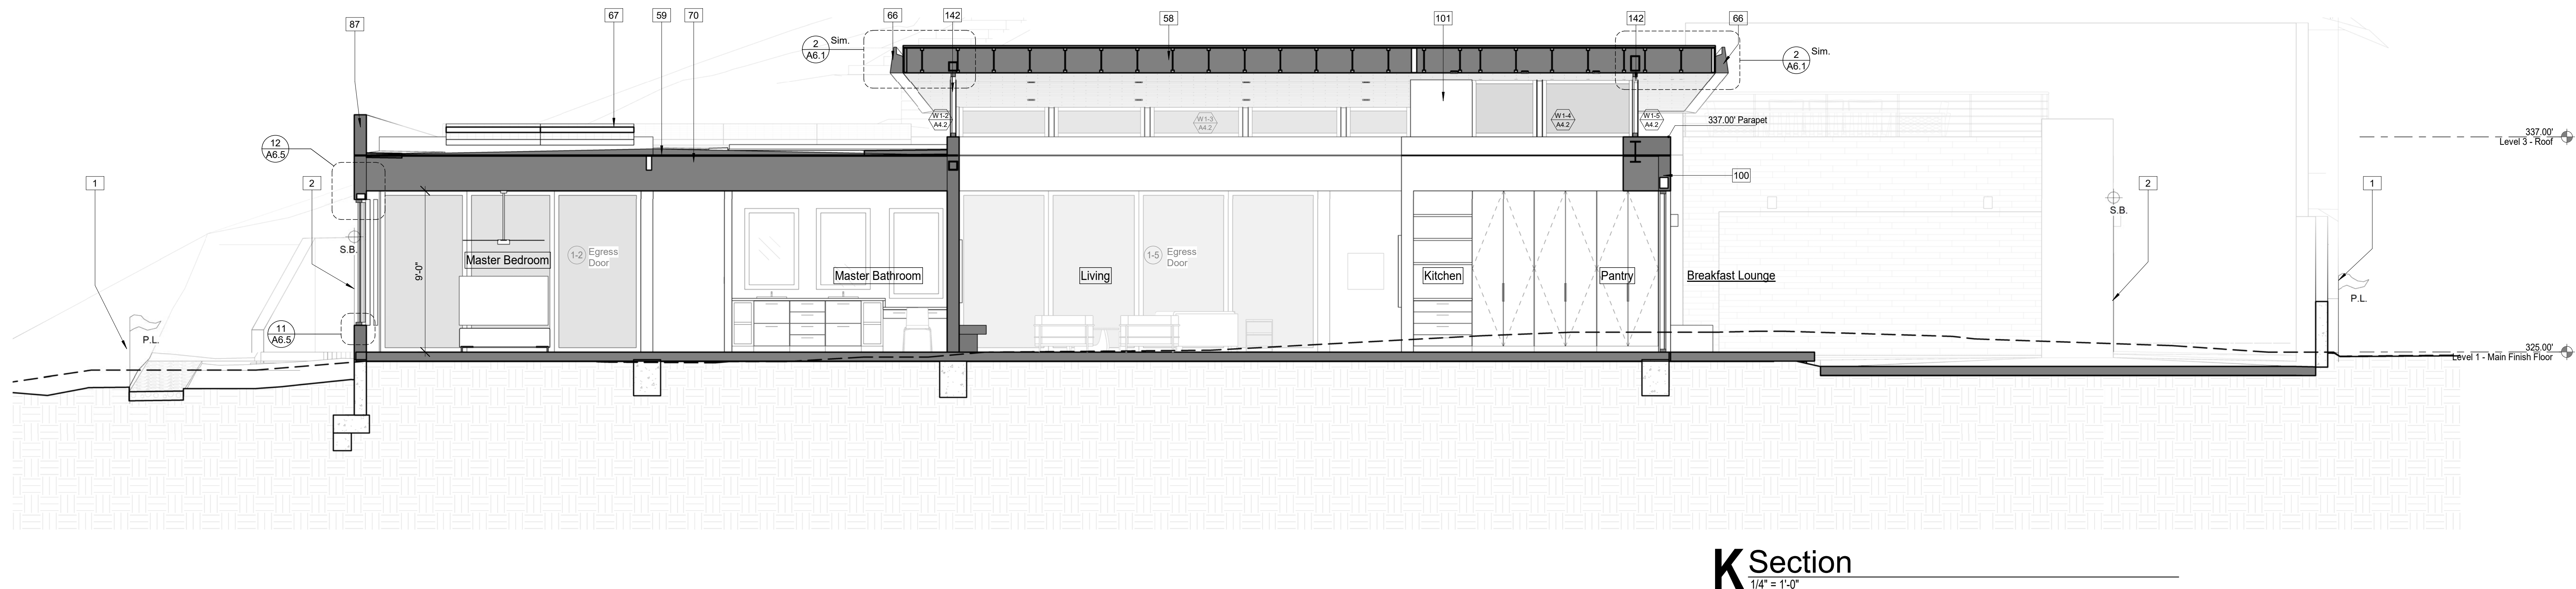 87
67
59
70
66
142
58
101
142
66
2
A6.1
Sim.
2
A6.1
Sim.
W1-2
A4.2
W1-3
A4.2
W1-4
A4.2
W1-5
A4.2
337.00' Parapet
337.00'
Level 3 - Roof
12
A6.5
1
2
100
2
1
S.B.
S.B.
9'-0"
Master Bedroom
1-2
Egress
Door
Master Bathroom
Living
1-5
Egress
Door
Kitchen
Pantry
Breakfast Lounge
P.L.
P.L.
11
A6.5
325.00'
Level 1 - Main Finish Floor
K Section
1/4" = 1'-0"